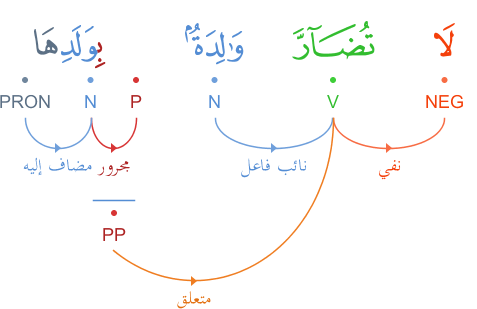 لَا تُضَآرَّ وَٰلِدَةٌۢ بِوَلَدِهَا
NEG V N P N PRON
نفي نائب فاعل مجرور مضاف إليه
PP
متعلق